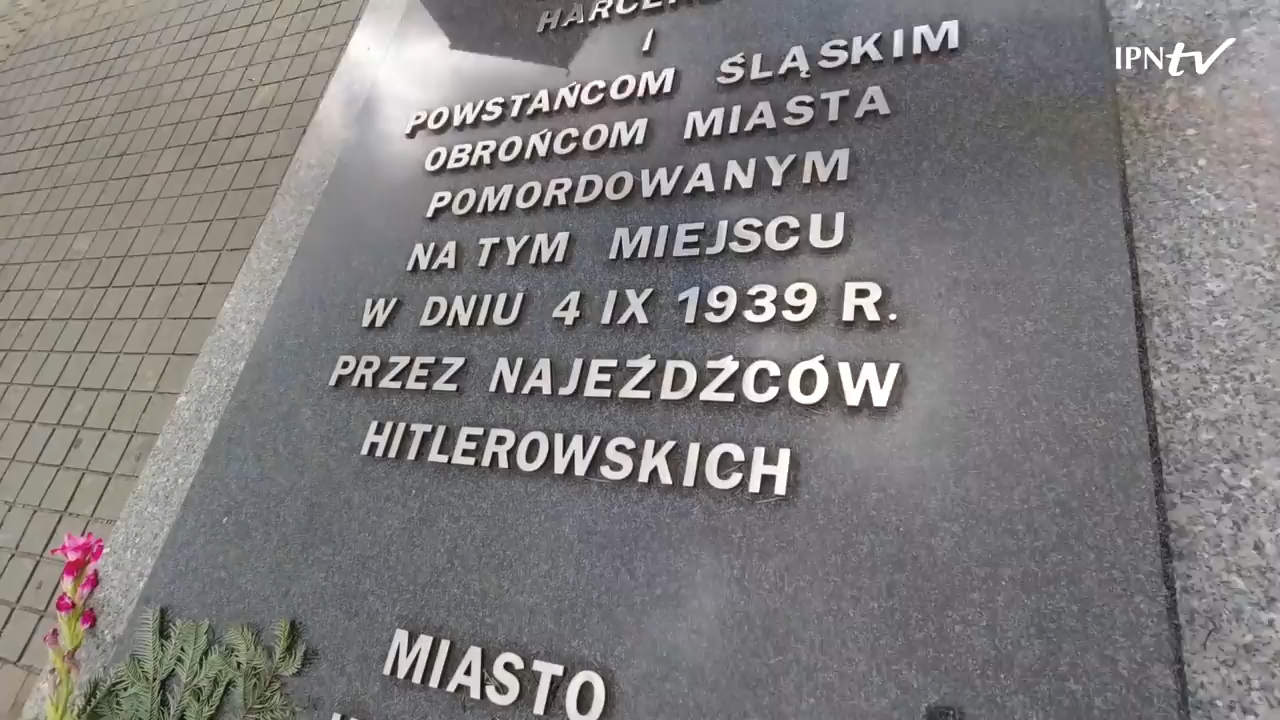 I
POWSTAŃCOM ŚLĄSKIM
OBROŃCOM MIASTA
POMORDOWANYM
NA TYM MIEJSCU
W DNIU 4 IX 1939 R.
PRZEZ NAJEŹDŹCÓW
HITLEROWSKICH
MIASTO
IPNtv